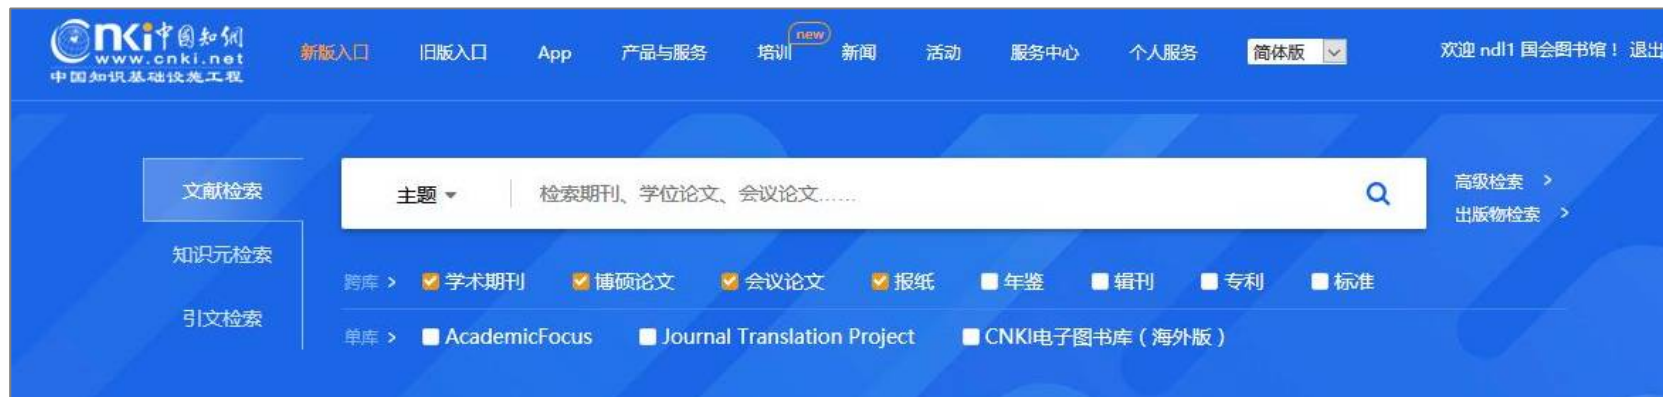 cnki中国知网
www.cnki.net
中国知识基础设施工程
新版入口 旧版入口 App 产品与服务 培训 new 新闻 活动 服务中心 个人服务 简体版 欢迎 ndl1 国会图书馆！ 退出
文献检索 主题 检索期刊、学位论文、会议论文…… 高级检索 >
出版物检索 >
知识元检索
跨库 > 学术期刊 博硕论文 会议论文 报纸 年鉴 辑刊 专利 标准
引文检索
单库 > AcademicFocus Journal Translation Project CNKI电子图书库（海外版）